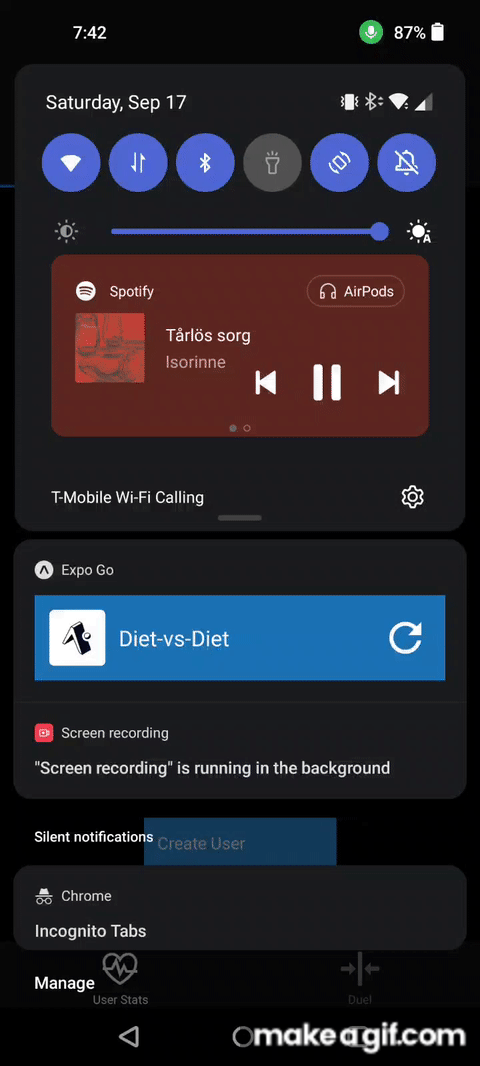 7:42
87%
Saturday, Sep 17
A
Spotify
AirPods
Tårlös sorg
Isorinne
T-Mobile Wi-Fi Calling
Expo Go
Diet-vs-Diet
Screen recording
"Screen recording" is running in the background
Silent notifications
Create User
Chrome
Incognito Tabs
Manage
User Stats
Duel
makeagif.com